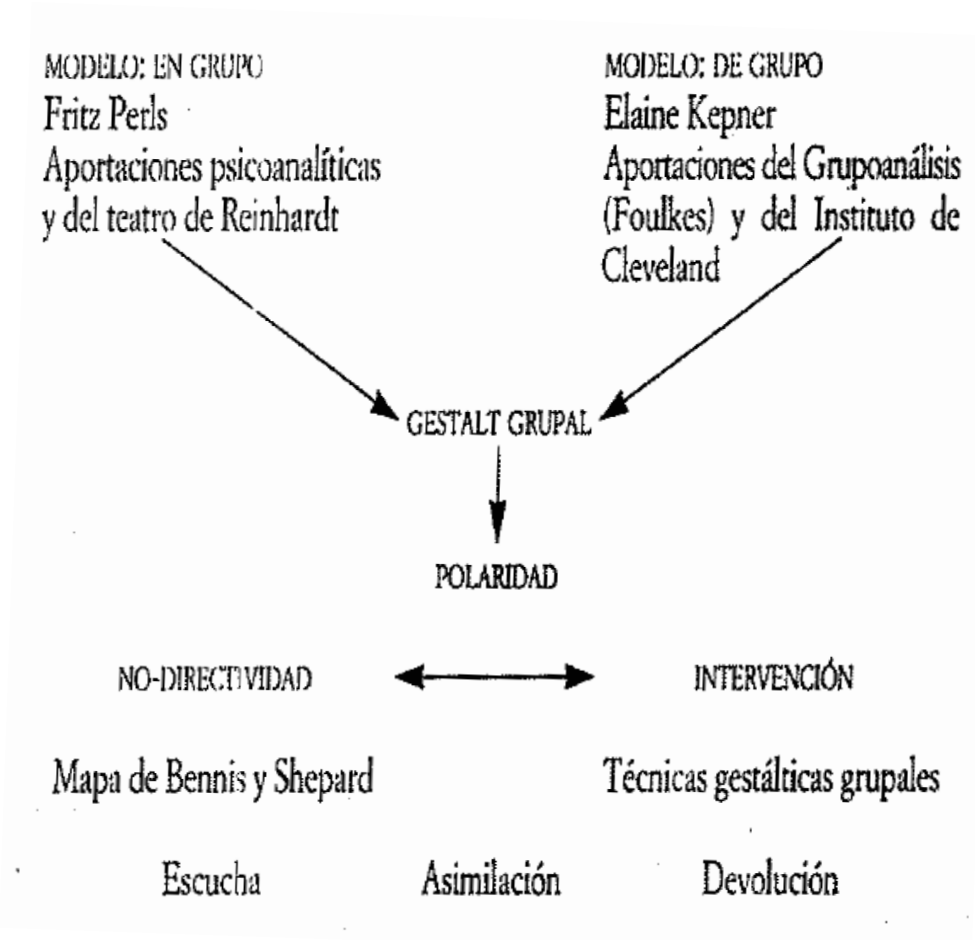 MODELO: EN GRUPO
Fritz Perls
Aportaciones psicoanalíticas
y del teatro de Reinhardt
MODELO: DE GRUPO
Elaine Kepner
Aportaciones del Grupoanálisis
(Foulkes) y del Instituto de
Cleveland
GESTALT GRUPAL
POLARIDAD
NO-DIRECTIVIDAD
INTERVENCIÓN
Mapa de Bennis y Shepard
Técnicas gestálticas grupales
Escucha
Asimilación
Devolución